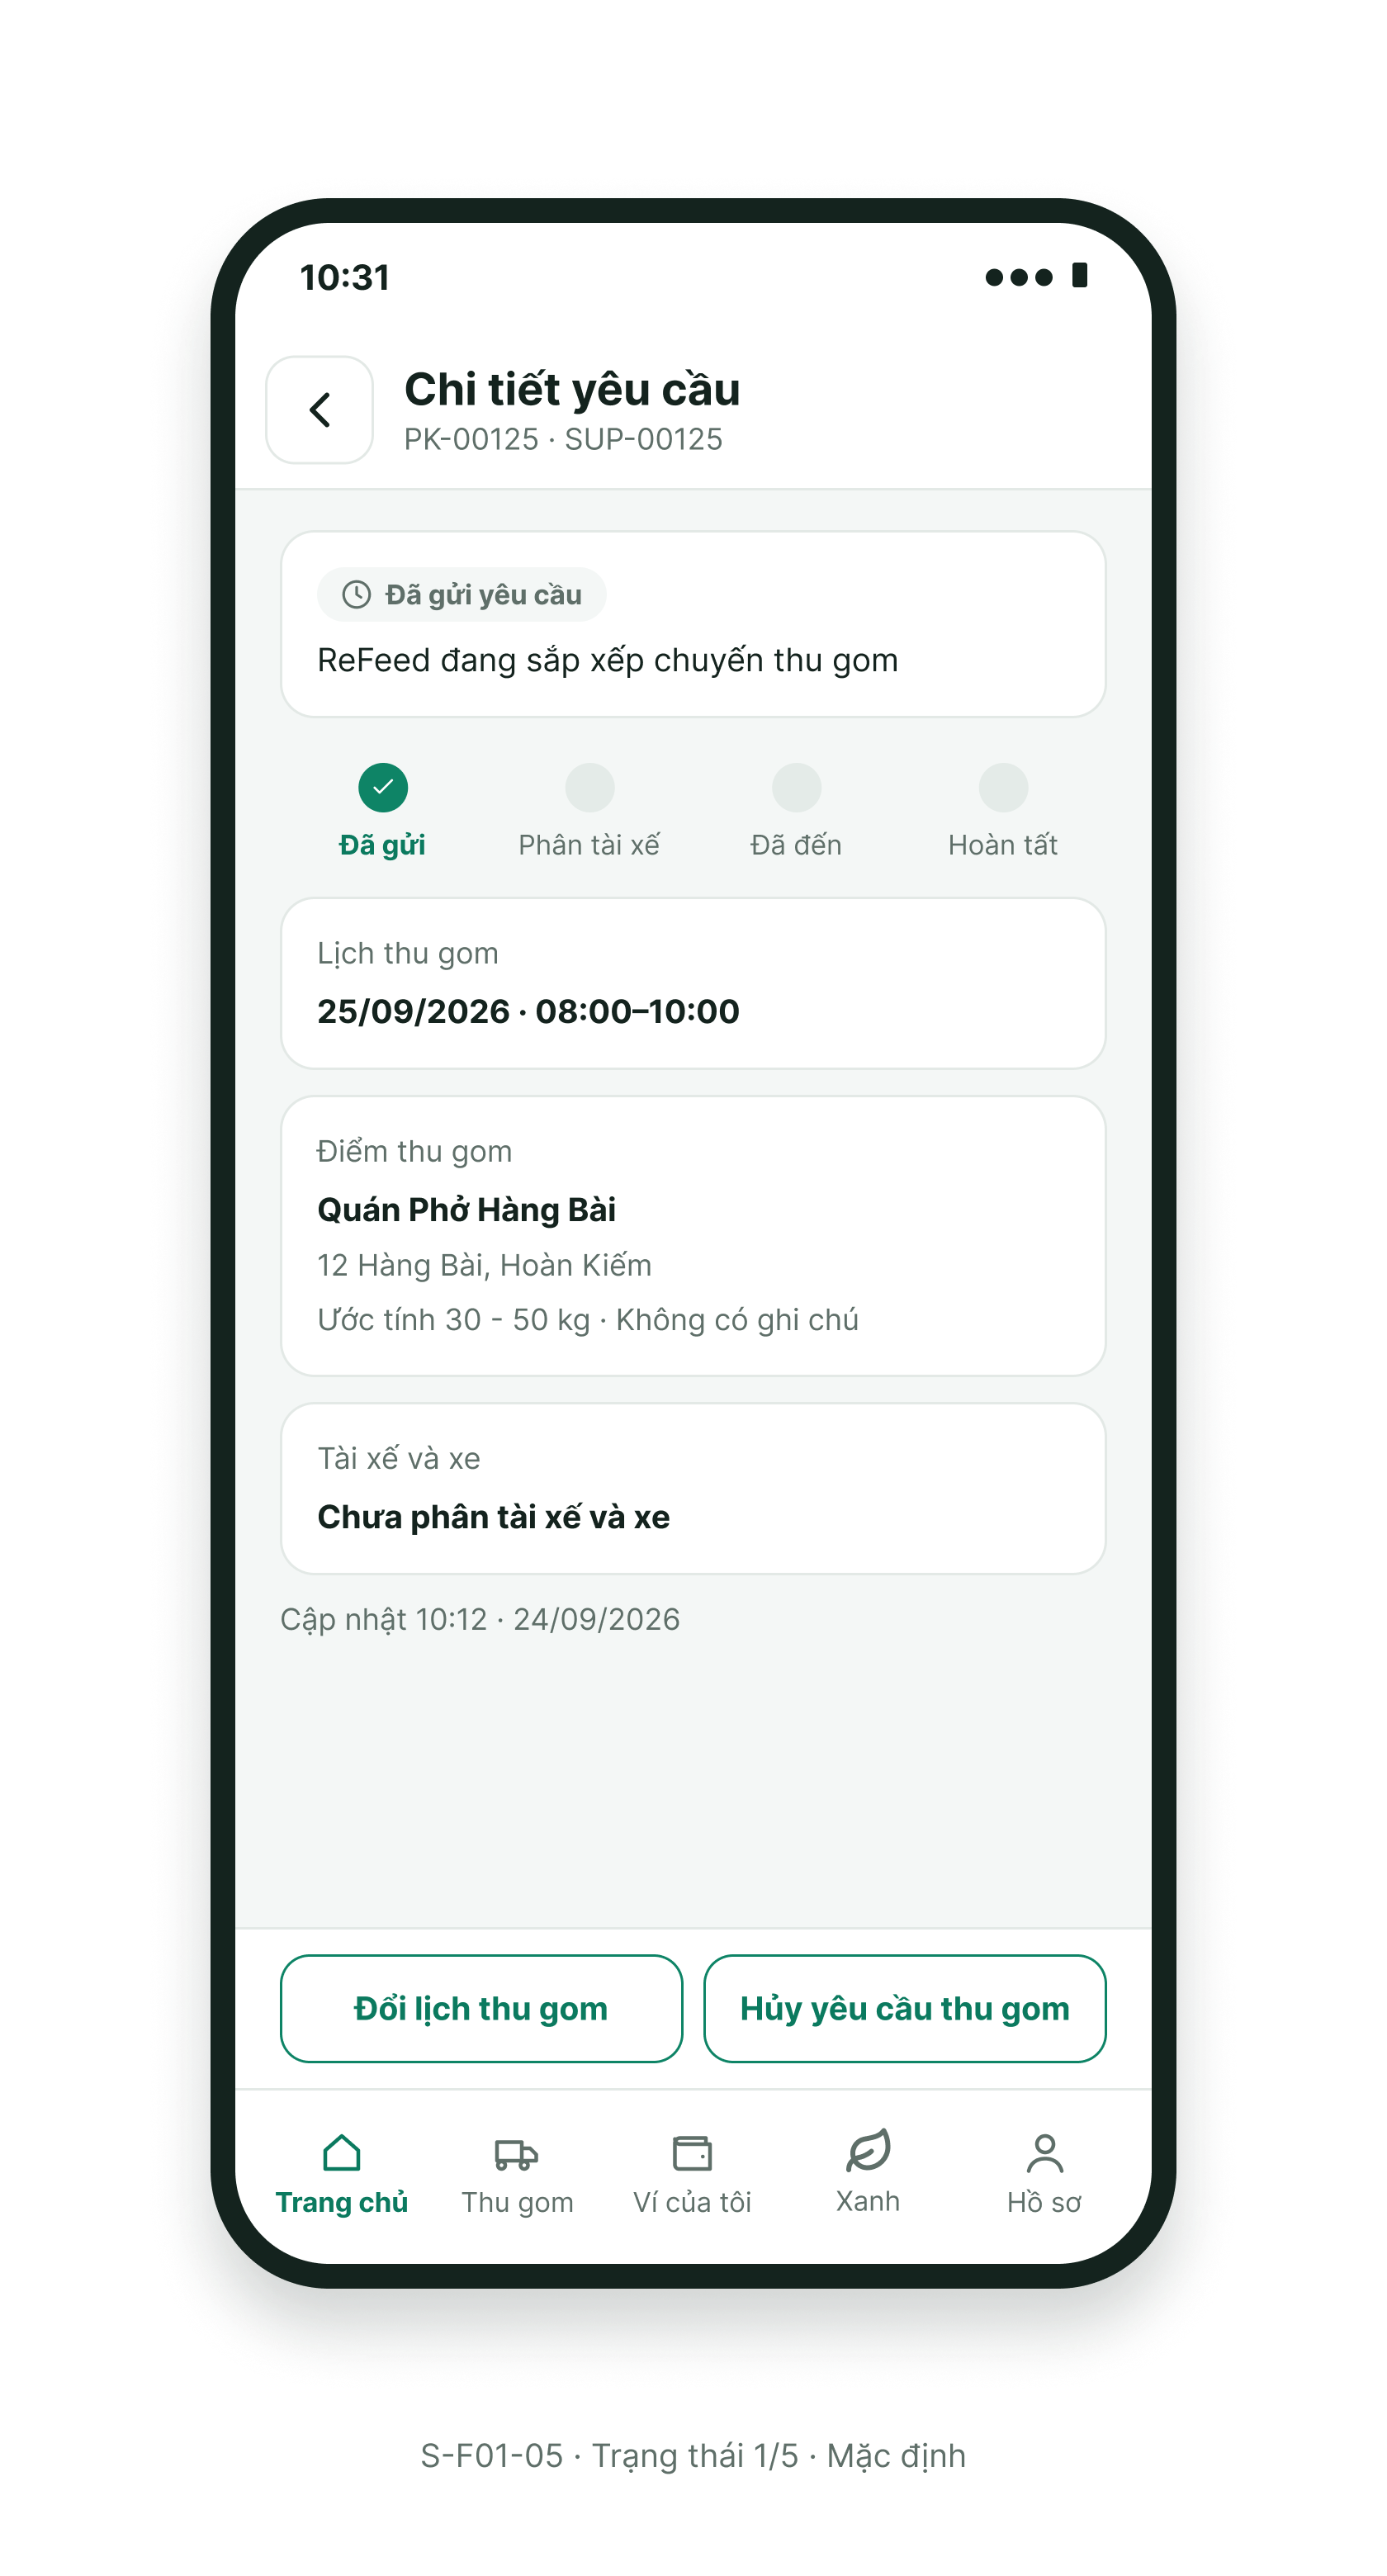 10:31
Chi tiết yêu cầu
PK-00125 · SUP-00125
Đã gửi yêu cầu
ReFeed đang sắp xếp chuyến thu gom
Đã gửi
Phân tài xế
Đã đến
Hoàn tất
Lịch thu gom
25/09/2026 · 08:00–10:00
Điểm thu gom
Quán Phở Hàng Bài
12 Hàng Bài, Hoàn Kiếm
Ước tính 30 - 50 kg · Không có ghi chú
Tài xế và xe
Chưa phân tài xế và xe
Cập nhật 10:12 · 24/09/2026
Đổi lịch thu gom
Hủy yêu cầu thu gom
Trang chủ
Thu gom
Ví của tôi
Xanh
Hồ sơ
S-F01-05 · Trạng thái 1/5 · Mặc định